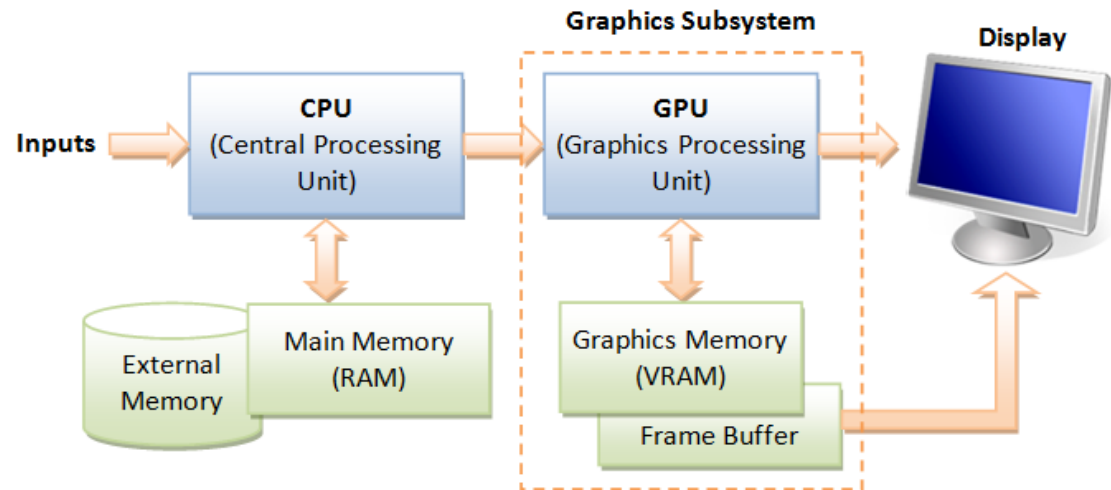 Graphics Subsystem
Display
Inputs
CPU
(Central Processing
Unit)
GPU
(Graphics Processing
Unit)
External
Memory
Main Memory
(RAM)
Graphics Memory
(VRAM)
Frame Buffer